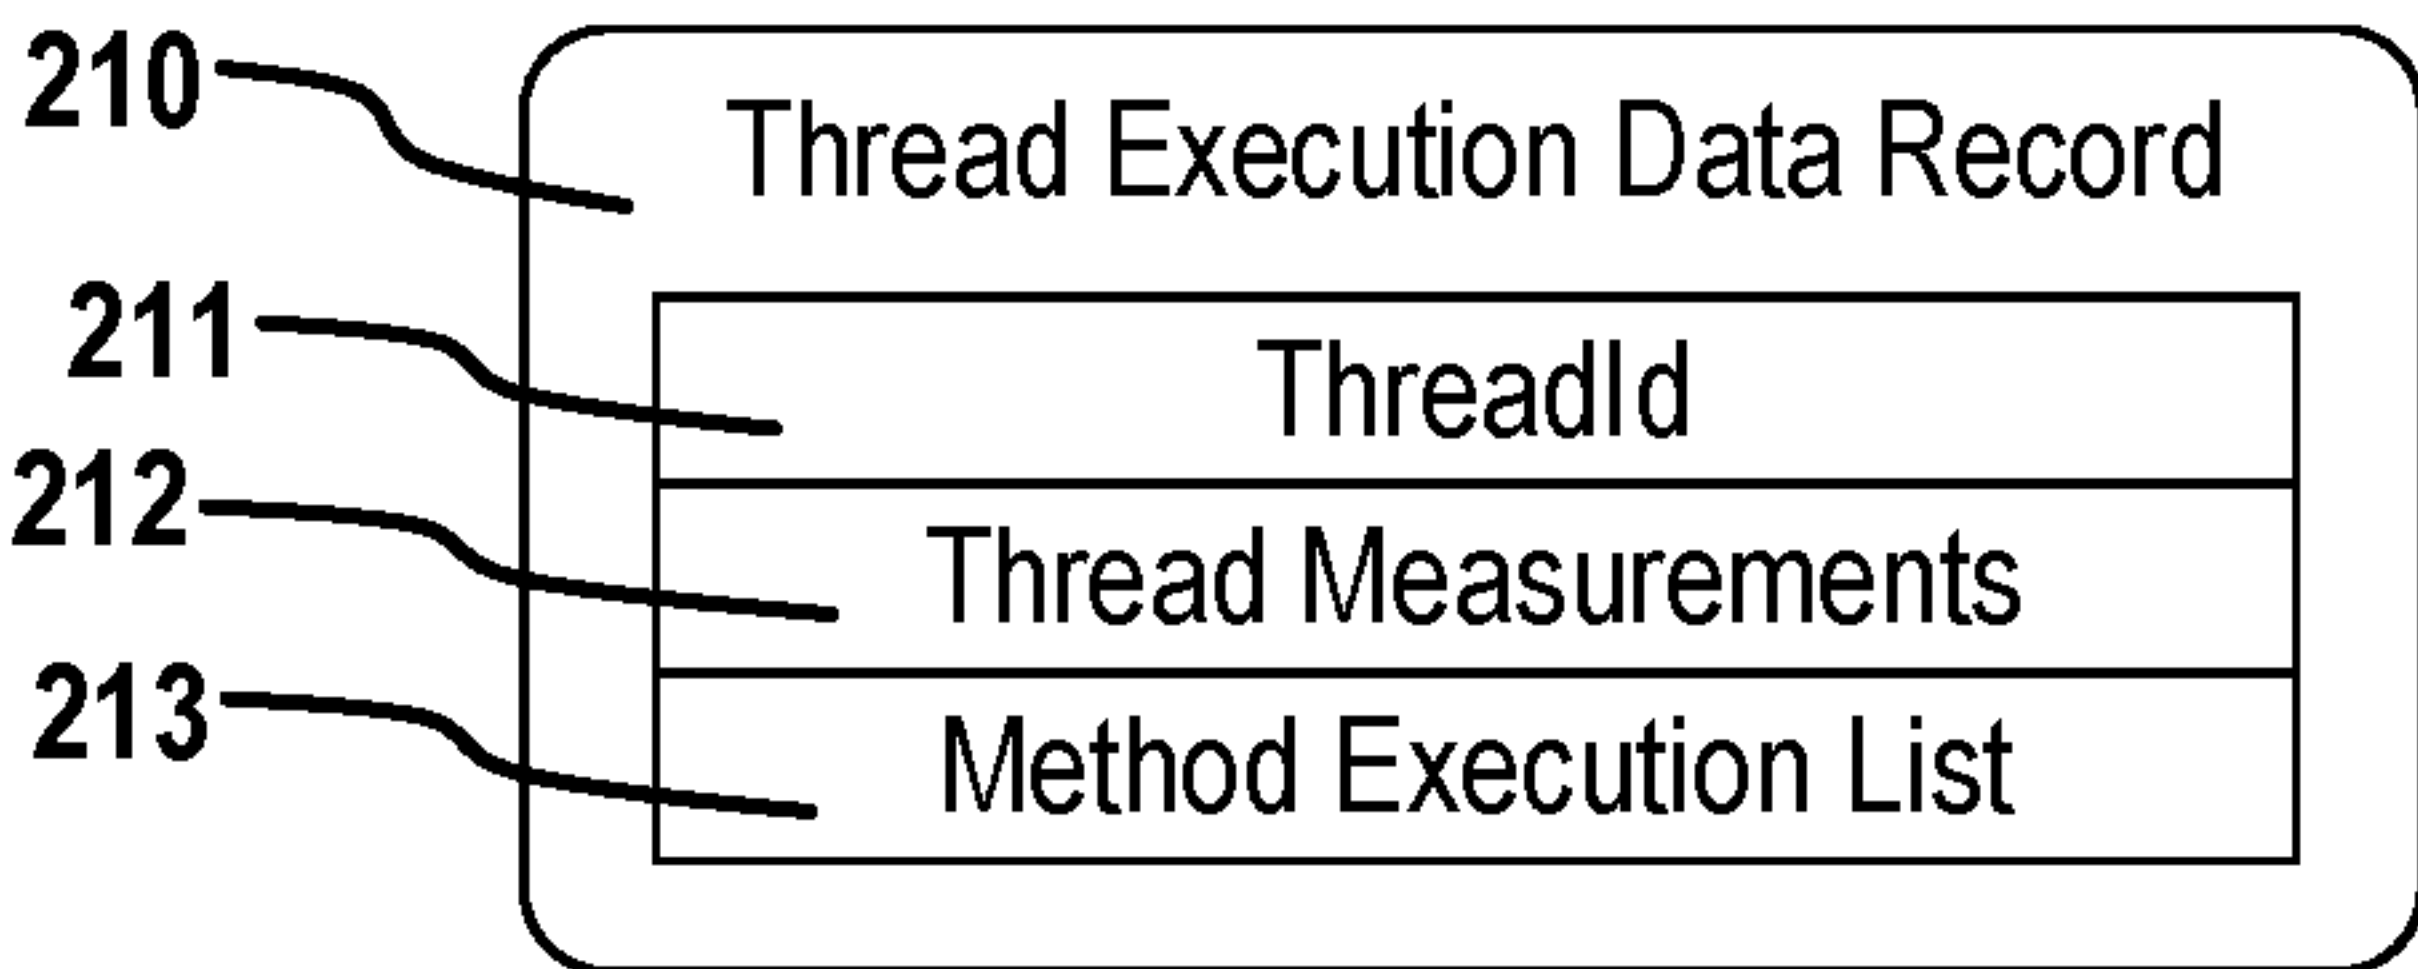 210
Thread Execution Data Record
211
ThreadId
212
Thread Measurements
213
Method Execution List